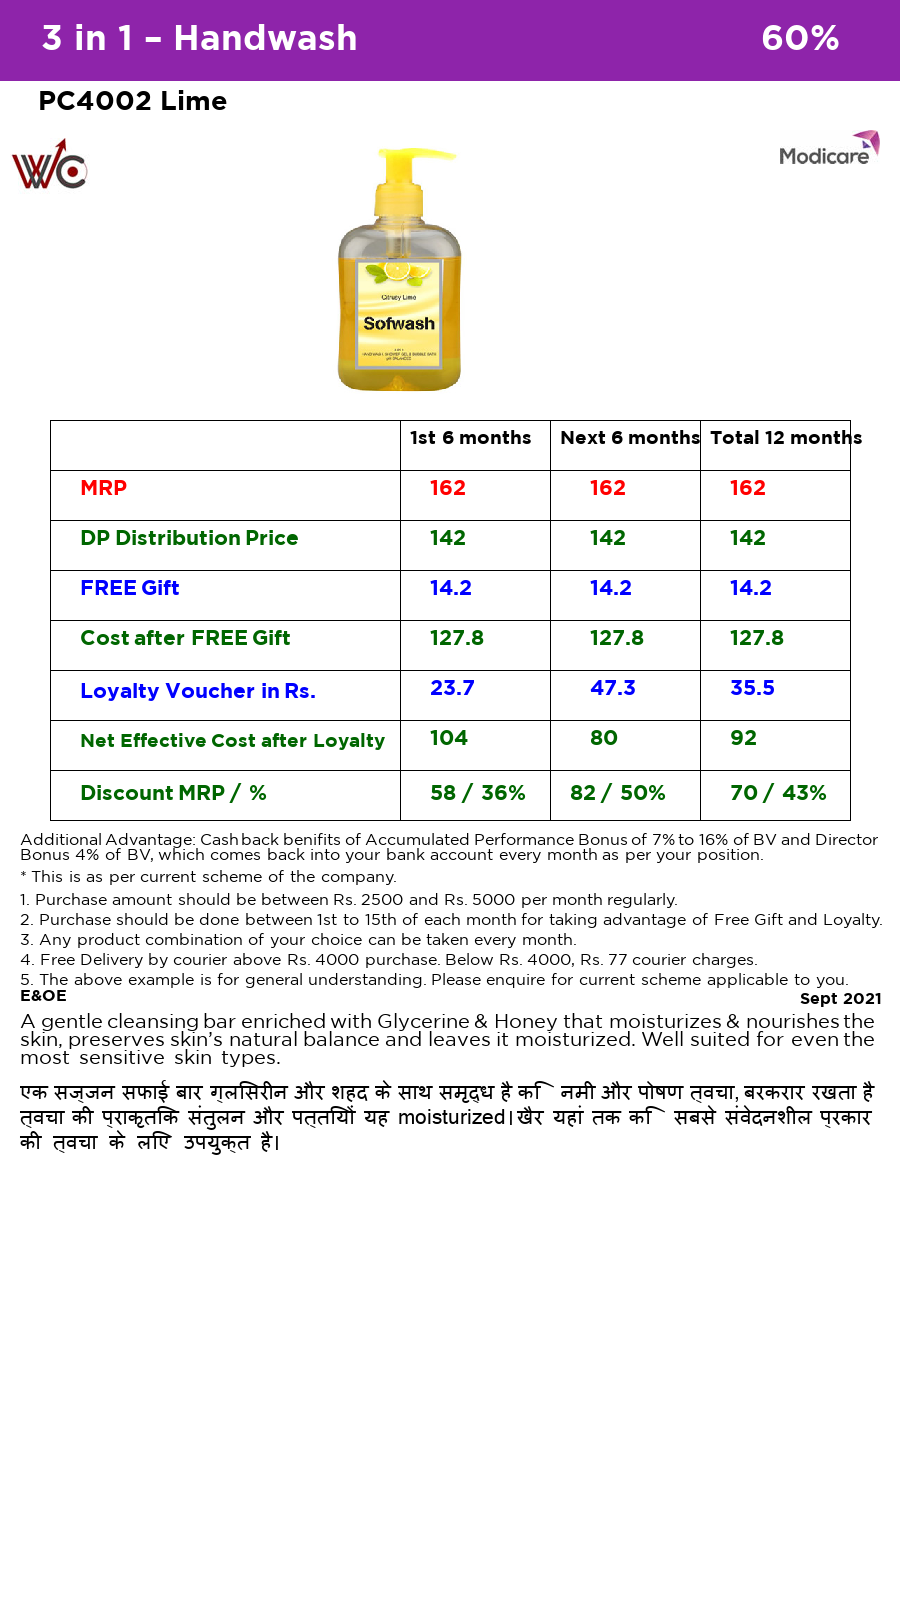 3 in 1 – Handwash 60%
PC4002 Lime
WC
Modicare
Citrusy Lime
Sofwash
3 IN 1
HANDWASH, SHOWER GEL & BUBBLE BATH
pH BALANCED
1st 6 months Next 6 months Total 12 months
MRP 162 162 162
DP Distribution Price 142 142 142
FREE Gift 14.2 14.2 14.2
Cost after FREE Gift 127.8 127.8 127.8
Loyalty Voucher in Rs. 23.7 47.3 35.5
Net Effective Cost after Loyalty 104 80 92
Discount MRP / % 58 / 36% 82 / 50% 70 / 43%
Additional Advantage: Cashback benifits of Accumulated Performance Bonus of 7% to 16% of BV and Director
Bonus 4% of BV, which comes back into your bank account every month as per your position.
* This is as per current scheme of the company.
1. Purchase amount should be between Rs. 2500 and Rs. 5000 per month regularly.
2. Purchase should be done between 1st to 15th of each month for taking advantage of Free Gift and Loyalty.
3. Any product combination of your choice can be taken every month.
4. Free Delivery by courier above Rs. 4000 purchase. Below Rs. 4000, Rs. 77 courier charges.
5. The above example is for general understanding. Please enquire for current scheme applicable to you.
E&OE Sept 2021
A gentle cleansing bar enriched with Glycerine & Honey that moisturizes & nourishes the
skin, preserves skin's natural balance and leaves it moisturized. Well suited for even the
most sensitive skin types.
एक सज्जन सफाई बार ग्लिसरीन और शहद के साथ समृद्ध है कि नमी और पोषण त्वचा, बरकरार रखता है
त्वचा की प्राकृतिक संतुलन और पत्तियों यह moisturized। खैर यहां तक कि सबसे संवेदनशील प्रकार
की त्वचा के लिए उपयुक्त है।